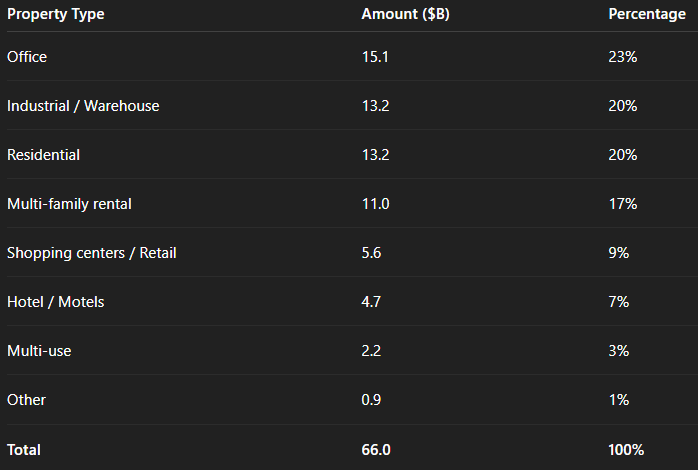 Property Type Amount ($B) Percentage
Office 15.1 23%
Industrial / Warehouse 13.2 20%
Residential 13.2 20%
Multi-family rental 11.0 17%
Shopping centers / Retail 5.6 9%
Hotel / Motels 4.7 7%
Multi-use 2.2 3%
Other 0.9 1%
Total 66.0 100%